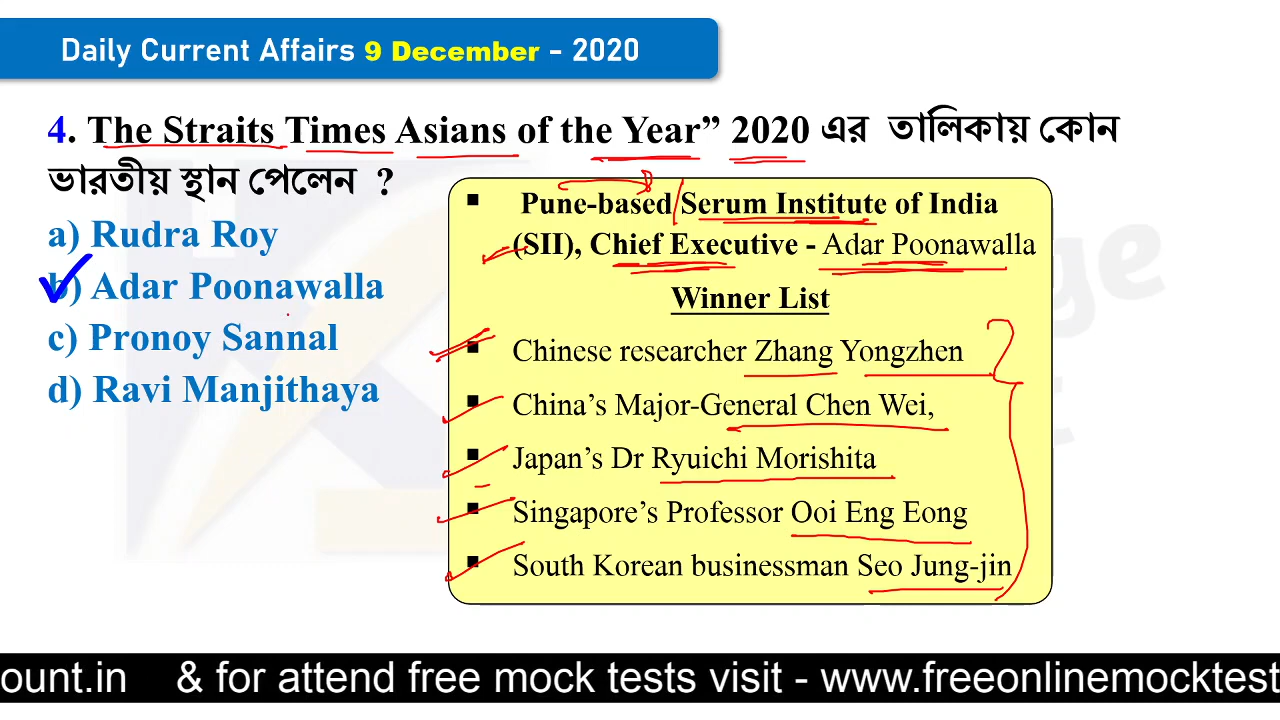 Daily Current Affairs 9 December - 2020
4. The Straits Times Asians of the Year” 2020 এর তালিকায় কোন
ভারতীয় স্থান পেলেন ?
a) Rudra Roy
b) Adar Poonawalla
c) Pronoy Sannal
d) Ravi Manjithaya
▪ Pune-based Serum Institute of India
(SII), Chief Executive - Adar Poonawalla
Winner List
▪ Chinese researcher Zhang Yongzhen
▪ China’s Major-General Chen Wei,
▪ Japan’s Dr Ryuichi Morishita
▪ Singapore’s Professor Ooi Eng Eong
▪ South Korean businessman Seo Jung-jin
ount.in & for attend free mock tests visit - www.freeonlinemocktest